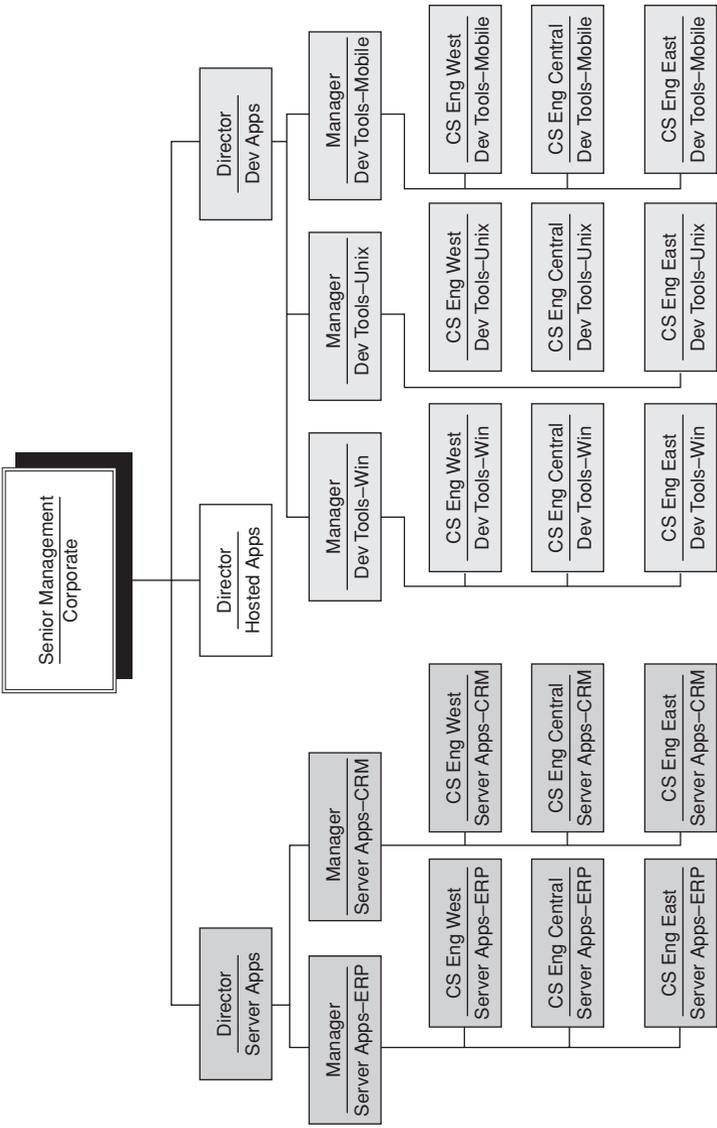 Senior Management
Corporate
Director
Server Apps
Director
Hosted Apps
Director
Dev Apps
Manager
Server Apps–ERP
Manager
Server Apps–CRM
Manager
Dev Tools–Win
Manager
Dev Tools–Unix
Manager
Dev Tools–Mobile
CS Eng West
Server Apps–ERP
CS Eng West
Server Apps–CRM
CS Eng West
Dev Tools–Win
CS Eng West
Dev Tools–Unix
CS Eng West
Dev Tools–Mobile
CS Eng Central
Server Apps–ERP
CS Eng Central
Server Apps–CRM
CS Eng Central
Dev Tools–Win
CS Eng Central
Dev Tools–Unix
CS Eng Central
Dev Tools–Mobile
CS Eng East
Server Apps–ERP
CS Eng East
Server Apps–CRM
CS Eng East
Dev Tools–Win
CS Eng East
Dev Tools–Unix
CS Eng East
Dev Tools–Mobile